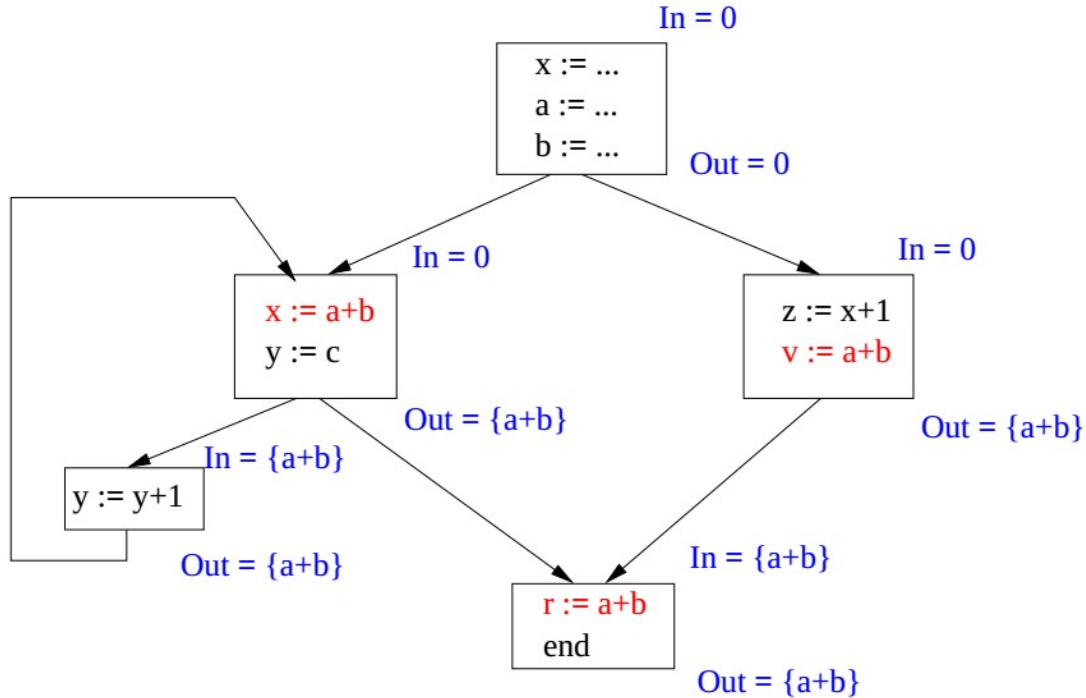 In = 0
x := ...
a := ...
b := ...
Out = 0
In = 0
In = 0
x := a+b
y := c
z := x+1
v := a+b
Out = {a+b}
Out = {a+b}
In = {a+b}
y := y+1
Out = {a+b}
In = {a+b}
r := a+b
end
Out = {a+b}